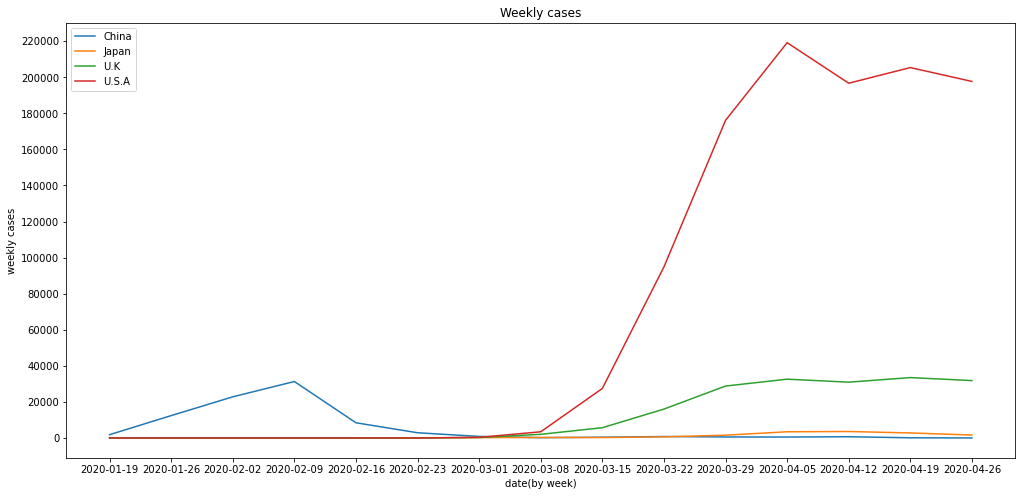 Weekly cases
China
Japan
U.K
U.S.A
220000
200000
180000
160000
140000
120000
100000
80000
60000
40000
20000
0
weekly cases
2020-01-19 2020-01-26 2020-02-02 2020-02-09 2020-02-16 2020-02-23 2020-03-01 2020-03-08 2020-03-15 2020-03-22 2020-03-29 2020-04-05 2020-04-12 2020-04-19 2020-04-26
date(by week)